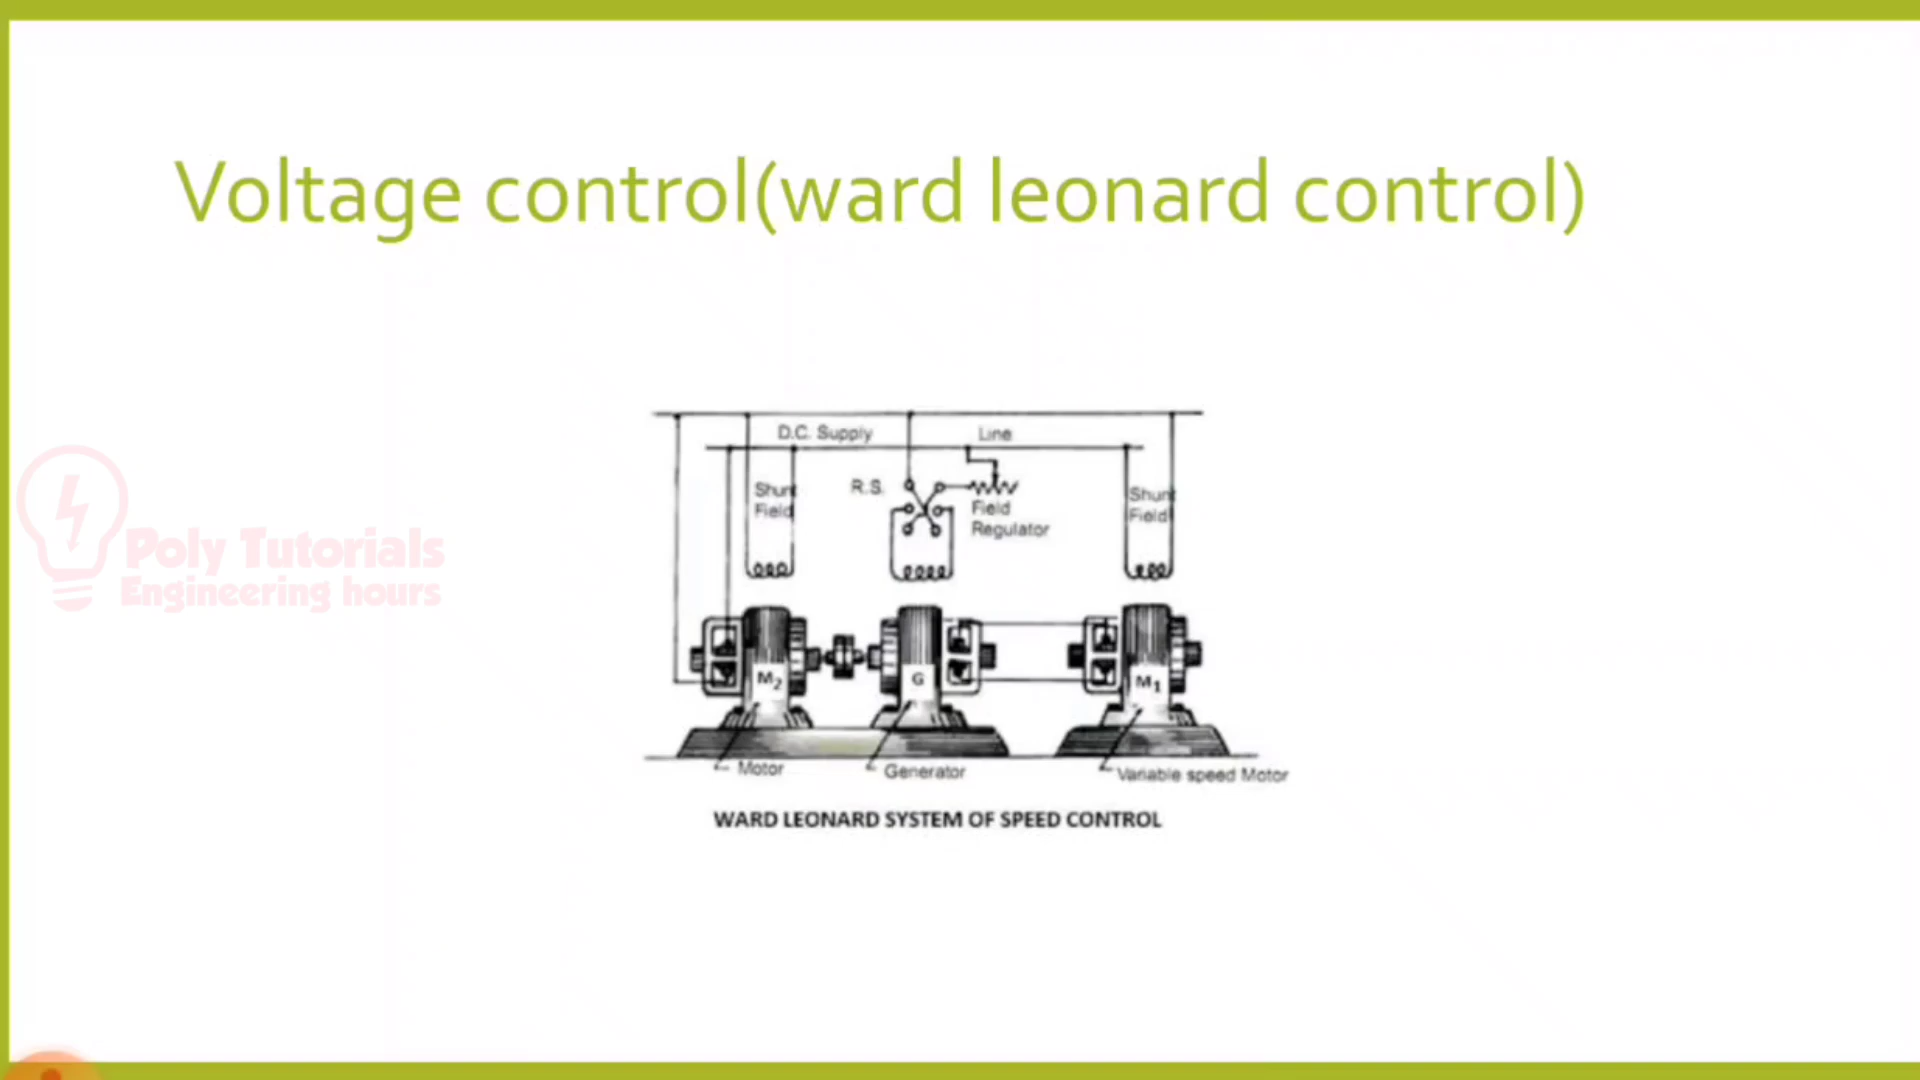 Voltage control(ward leonard control)
D.C. Supply
Line
Shunt
Field
R.S.
Field
Regulator
Shunt
Field
Poly Tutorials
Engineering hours
M2
G
M1
Motor
Generator
Variable speed Motor
WARD LEONARD SYSTEM OF SPEED CONTROL